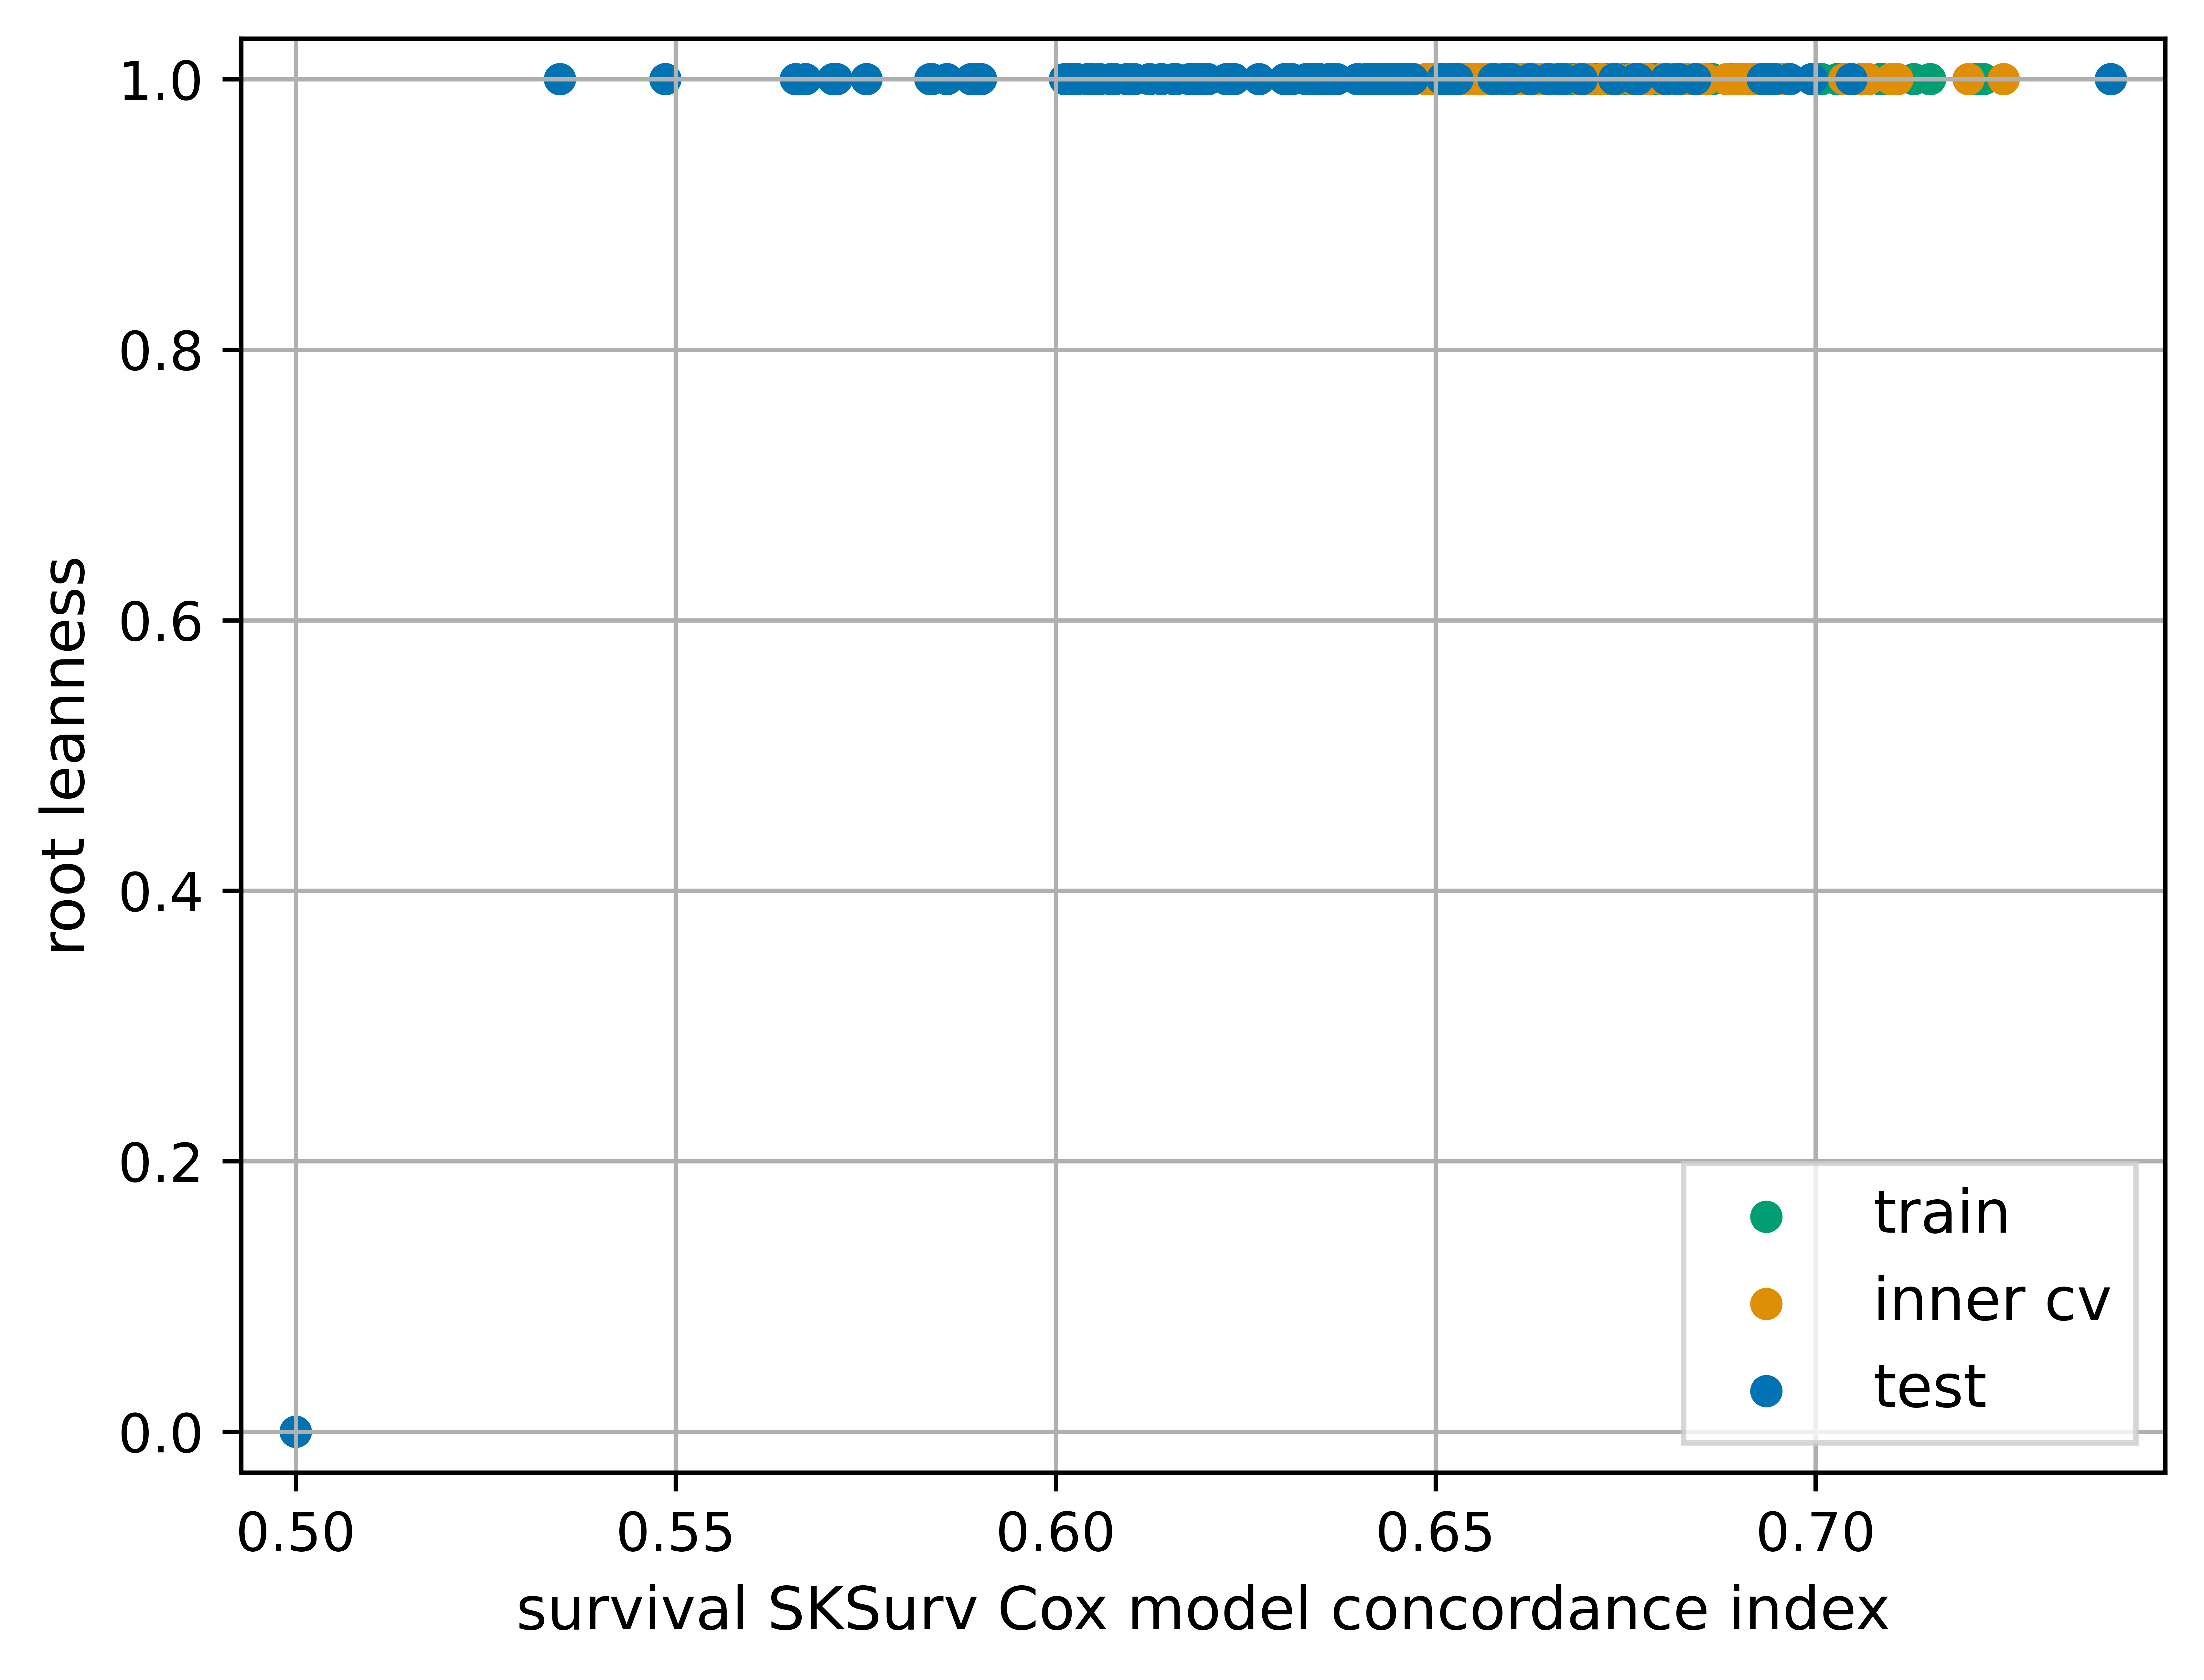 1.0
0.8
0.6
0.4
0.2
0.0
root leanness
train
inner cv
test
0.50 0.55 0.60 0.65 0.70
survival SKSurv Cox model concordance index